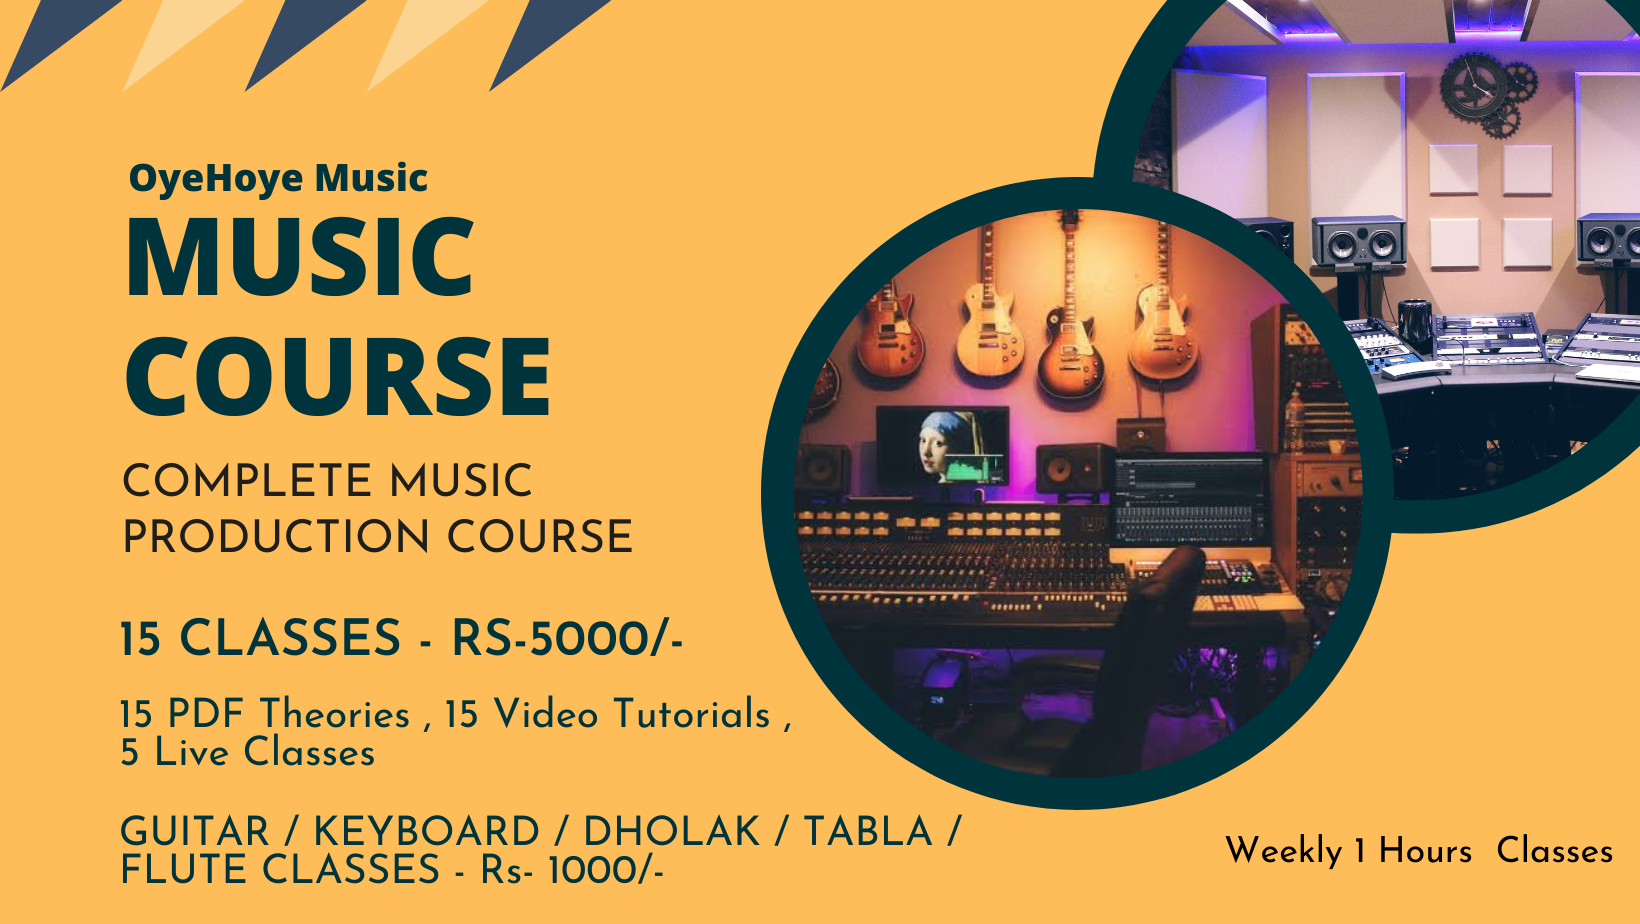 OyeHoye Music
MUSIC
COURSE
COMPLETE MUSIC
PRODUCTION COURSE
15 CLASSES - RS-5000/-
15 PDF Theories , 15 Video Tutorials ,
5 Live Classes
GUITAR / KEYBOARD / DHOLAK / TABLA /
FLUTE CLASSES - Rs- 1000/-
Weekly 1 Hours  Classes